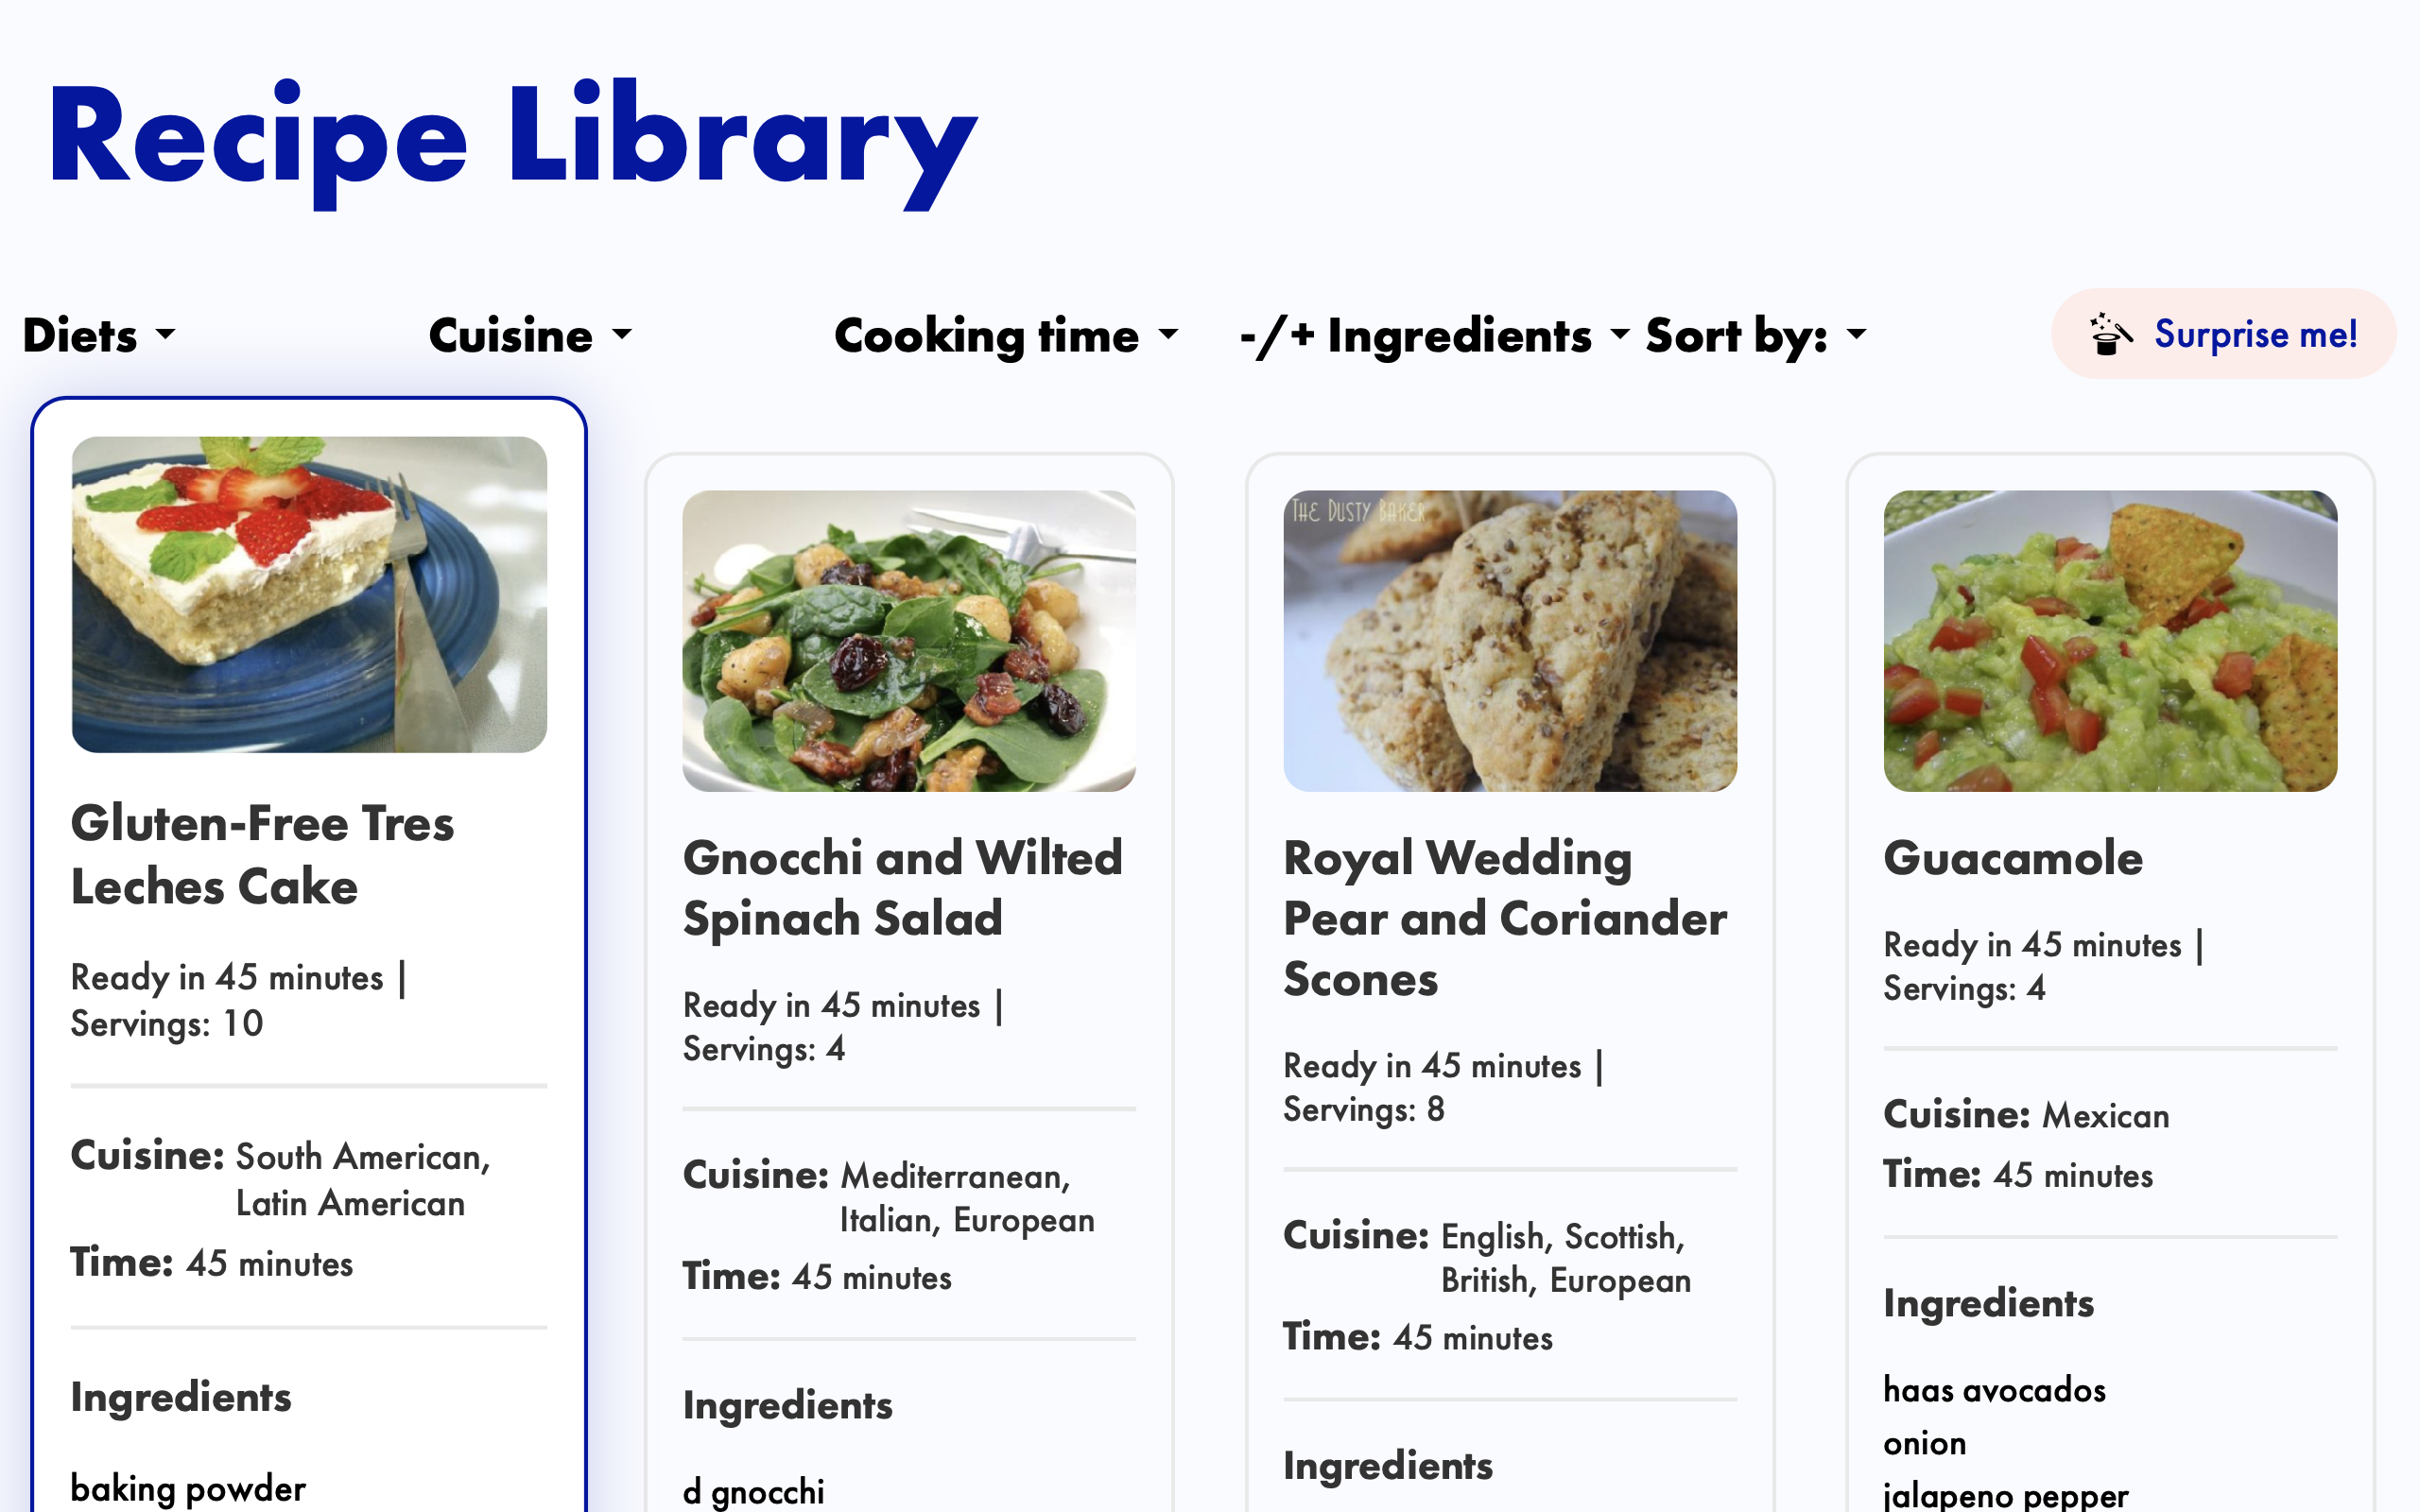 Recipe Library
Diets
Cuisine
Cooking time
-/+ Ingredients
Sort by:
Surprise me!
Gluten-Free Tres
Leches Cake
Ready in 45 minutes |
Servings: 10
Cuisine: South American,
Latin American
Time: 45 minutes
Ingredients
baking powder
Gnocchi and Wilted
Spinach Salad
Ready in 45 minutes |
Servings: 4
Cuisine: Mediterranean,
Italian, European
Time: 45 minutes
Ingredients
d gnocchi
THE DUSTY BAKER
Royal Wedding
Pear and Coriander
Scones
Ready in 45 minutes |
Servings: 8
Cuisine: English, Scottish,
British, European
Time: 45 minutes
Ingredients
Guacamole
Ready in 45 minutes |
Servings: 4
Cuisine: Mexican
Time: 45 minutes
Ingredients
haas avocados
onion
jalapeno pepper